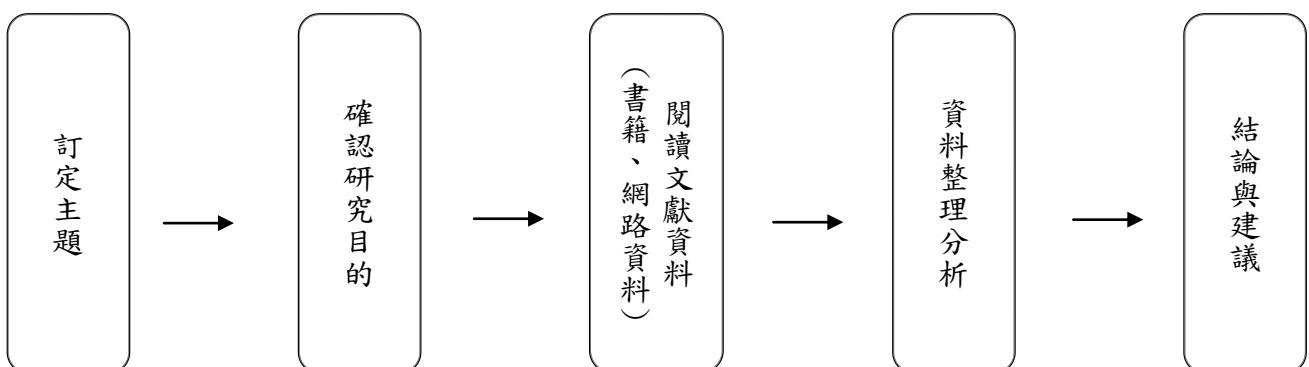 訂定主題
確認研究目的
閱讀文獻資料
（書籍、網路資料）
資料整理分析
結論與建議